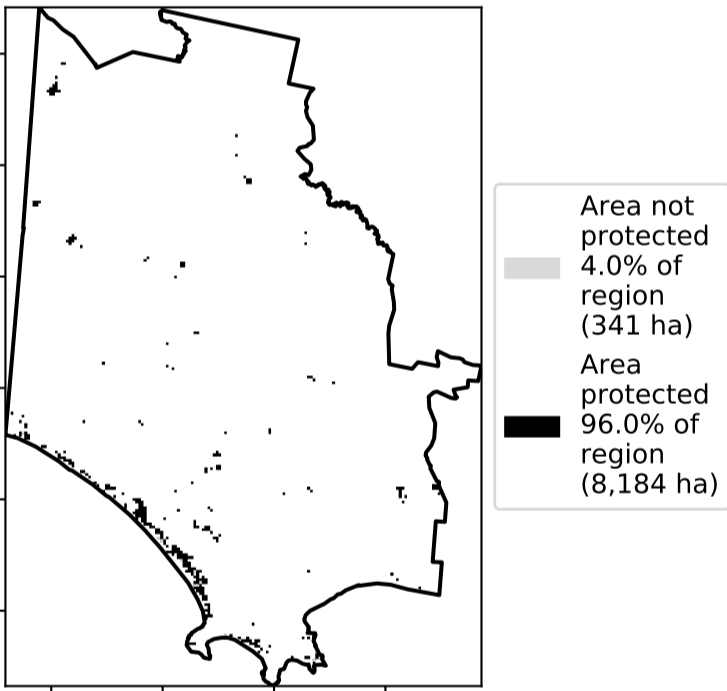 Area not
protected
4.0% of
region
(341 ha)
Area
protected
96.0% of
region
(8,184 ha)